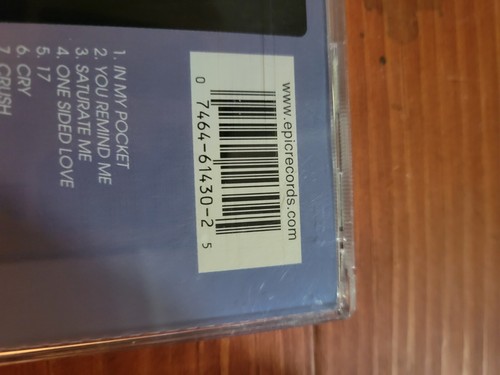 www.epicrecords.com
0 7464-61430-2 5
1. IN MY POCKET
2. YOU REMIND ME
3. SATURATE ME
4. ONE SIDED LOVE
5. 17
6. CRY
7. CRUSH